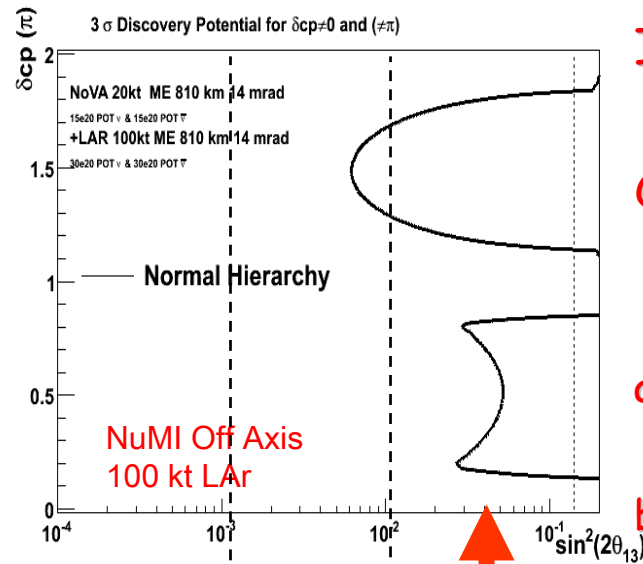 3 σ Discovery Potential for δcp≠0 and (≠π)
δcp (π)
2
NoVA 20kt ME 810 km 14 mrad
15e20 POT ν & 15e20 POT ν̅
+LAR 100kt ME 810 km 14 mrad
30e20 POT ν & 30e20 POT ν̅
1.5
Normal Hierarchy
1
0.5
NuMI Off Axis
100 kt LAr
0
10⁻⁴ 10⁻³ 10⁻² 10⁻¹
sin²(2θ₁₃)